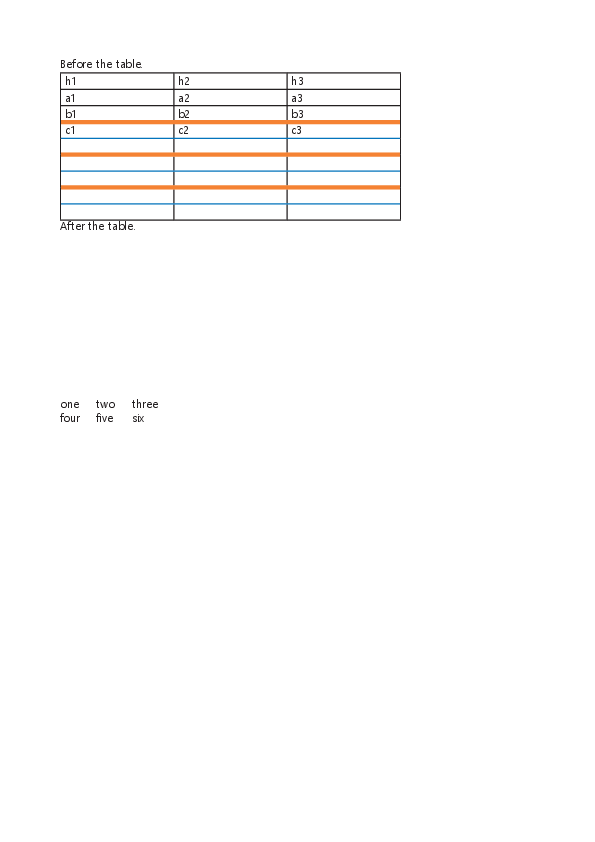 Before the table.
h1 h2 h3
a1 a2 a3
b1 b2 b3
c1 c2 c3
After the table.
one two three
four five six